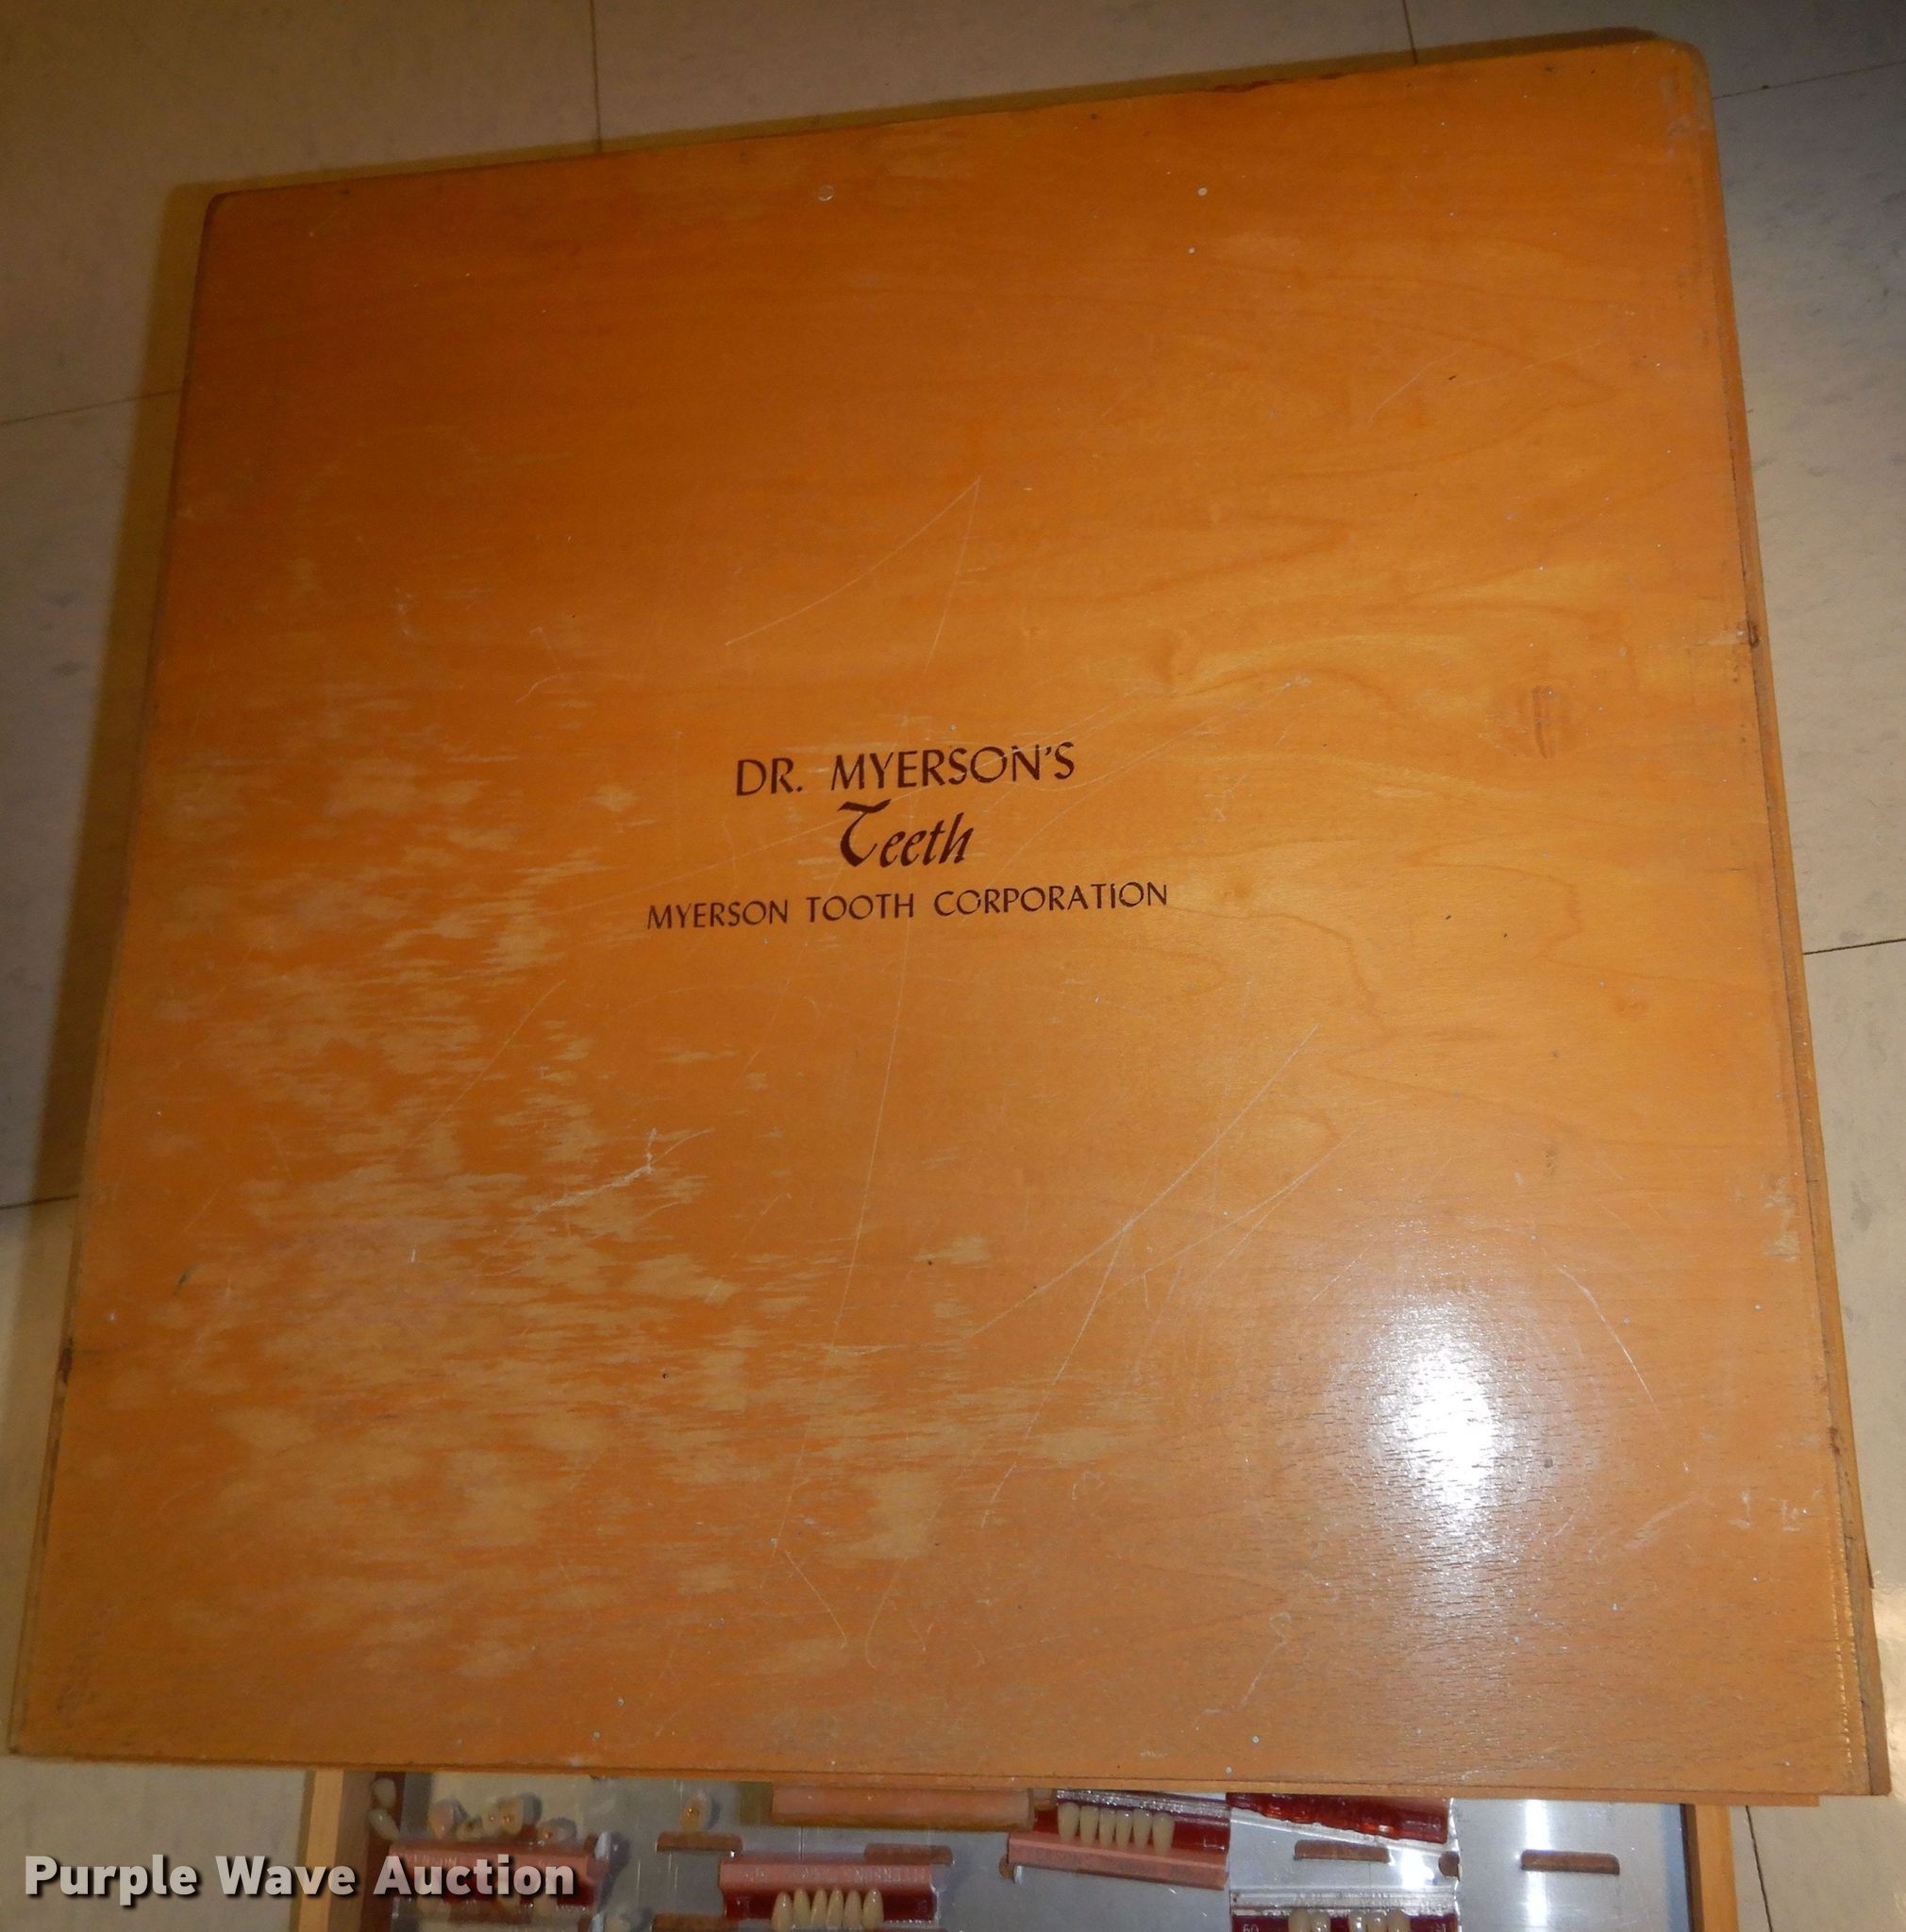 DR. MYERSON'S
Teeth
MYERSON TOOTH CORPORATION
Purple Wave Auction